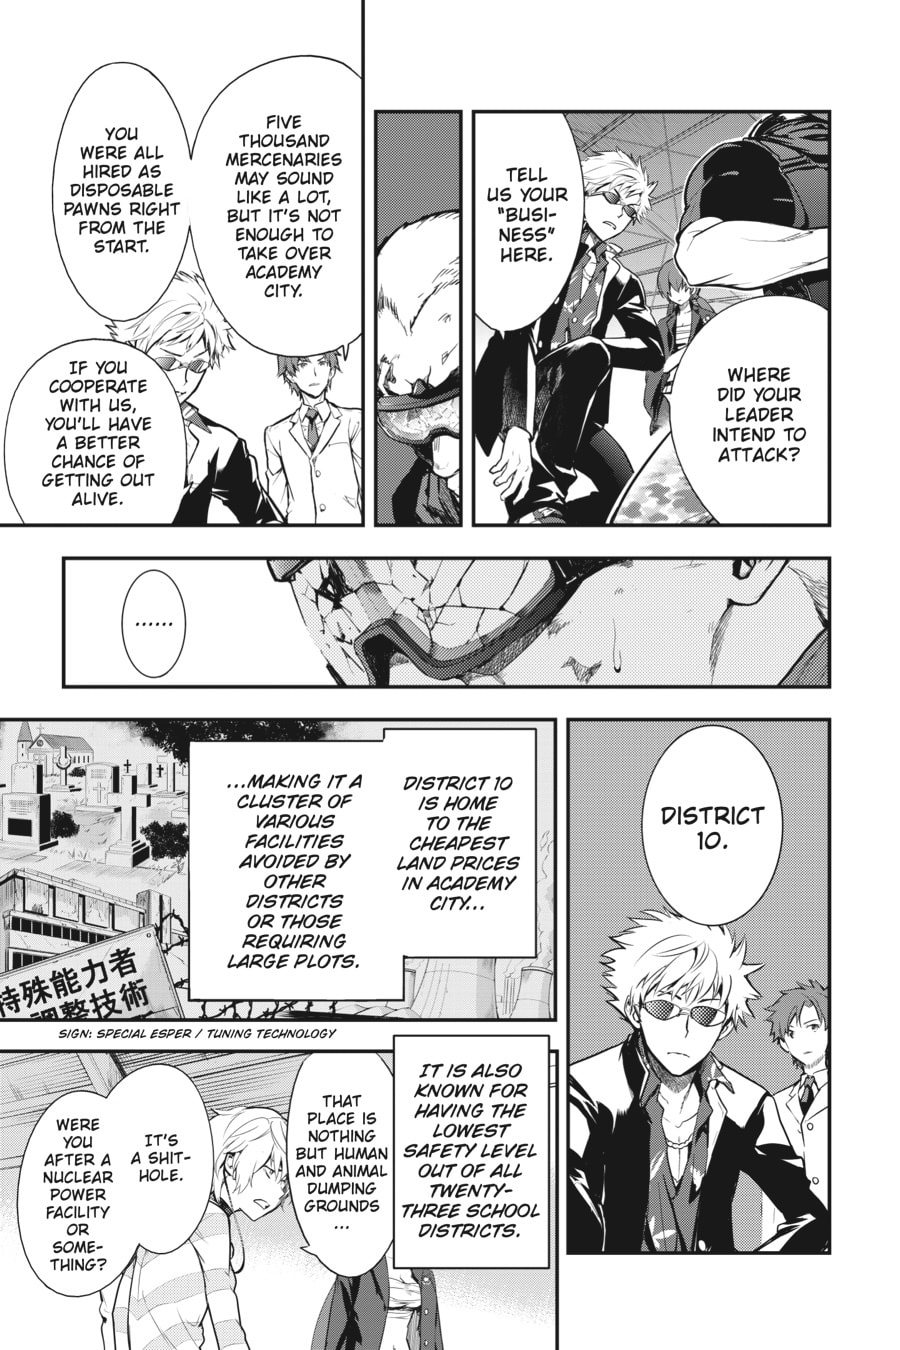 TELL
US YOUR
"BUSI-
NESS"
HERE.
WHERE
DID YOUR
LEADER
INTEND TO
ATTACK?
FIVE
THOUSAND
MERCENARIES
MAY SOUND
LIKE A LOT,
BUT IT'S NOT
ENOUGH TO
TAKE OVER
ACADEMY
CITY.
YOU
WERE ALL
HIRED AS
DISPOSABLE
PAWNS RIGHT
FROM THE
START.
IF YOU
COOPERATE
WITH US,
YOU'LL HAVE
A BETTER
CHANCE OF
GETTING OUT
ALIVE.
......
DISTRICT
10.
DISTRICT 10
IS HOME
TO THE
CHEAPEST
LAND PRICES
IN ACADEMY
CITY...
...MAKING IT A
CLUSTER OF
VARIOUS
FACILITIES
AVOIDED BY
OTHER
DISTRICTS
OR THOSE
REQUIRING
LARGE PLOTS.
特殊能力者
調整技術
SIGN: SPECIAL ESPER / TUNING TECHNOLOGY
IT IS ALSO
KNOWN FOR
HAVING THE
LOWEST
SAFETY LEVEL
OUT OF ALL
TWENTY-
THREE SCHOOL
DISTRICTS.
THAT
PLACE IS
NOTHING
BUT HUMAN
AND ANIMAL
DUMPING
GROUNDS
...
IT'S
A SHIT-
HOLE.
WERE
YOU
AFTER A
NUCLEAR
POWER
FACILITY
OR
SOME-
THING?